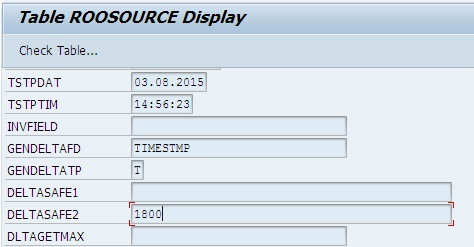 Table ROOSOURCE Display
Check Table...
TSTPDAT 03.08.2015
TSTPTIM 14:56:23
INVFIELD
GENDELTAFD TIMESTMP
GENDELTATP T
DELTASAFE1
DELTASAFE2 1800
DLTAGETMAX